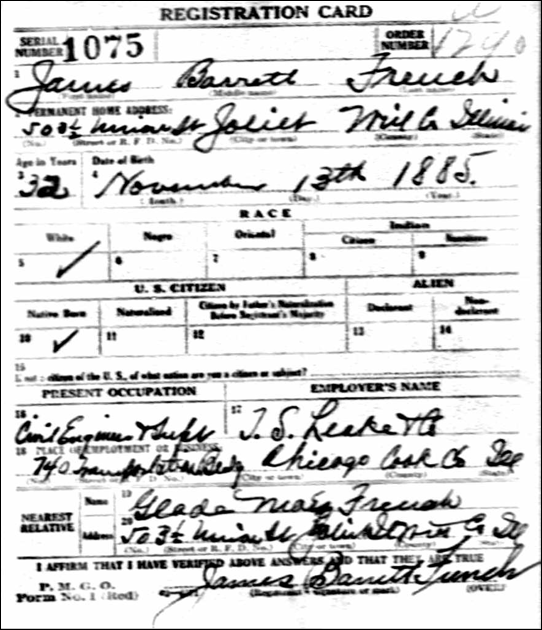 REGISTRATION CARD
SERIAL NUMBER 1075 ORDER NUMBER 1290
1 James Barrett French
(First name) (Middle name) (Last name)
2 PERMANENT HOME ADDRESS:
503½ Union St Joliet Will Co Illinois
(No.) (Street or R. F. D. No.) (City or town) (County) (State)
Age in Years Date of Birth
3 32 4 November 13th 1885.
(Month.) (Day.) (Year.)
RACE
White Negro Oriental Indian
Citizen Noncitizen
5 ✓ 6 7 8 9
U. S. CITIZEN ALIEN
Native Born Naturalized Citizen by Father's Naturalization Before Registrant's Majority Declarant Non-declarant
10 ✓ 11 12 13 14
15
If not a citizen of the U. S., of what nation are you a citizen or subject?
PRESENT OCCUPATION EMPLOYER'S NAME
16 Civil Engineer & Supt 17 T. S. Leake & Co
18 PLACE OF EMPLOYMENT OR BUSINESS:
740 Transportation Bldg Chicago Cook Co Ill
(No.) (Street or R. F. D. No.) (City or town) (County) (State)
NEAREST RELATIVE Name 19 Glada Mary French
Address 20 503½ Union St Joliet Will Co Ill
(No.) (Street or R. F. D. No.) (City or town) (County) (State)
I AFFIRM THAT I HAVE VERIFIED ABOVE ANSWERS AND THAT THEY ARE TRUE
P. M. G. O.
Form No. 1 (Red) James Barrett French
(Registrant's signature or mark) (OVER)